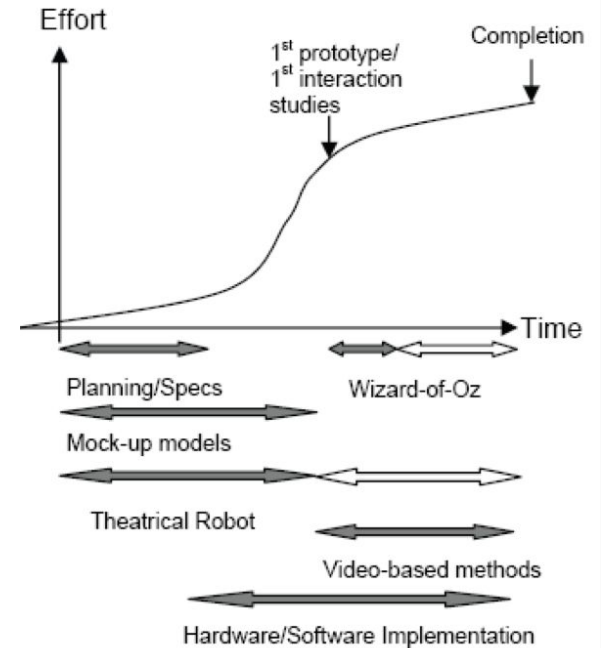 Effort
1st prototype/
1st interaction
studies
Completion
Time
Planning/Specs
Wizard-of-Oz
Mock-up models
Theatrical Robot
Video-based methods
Hardware/Software Implementation